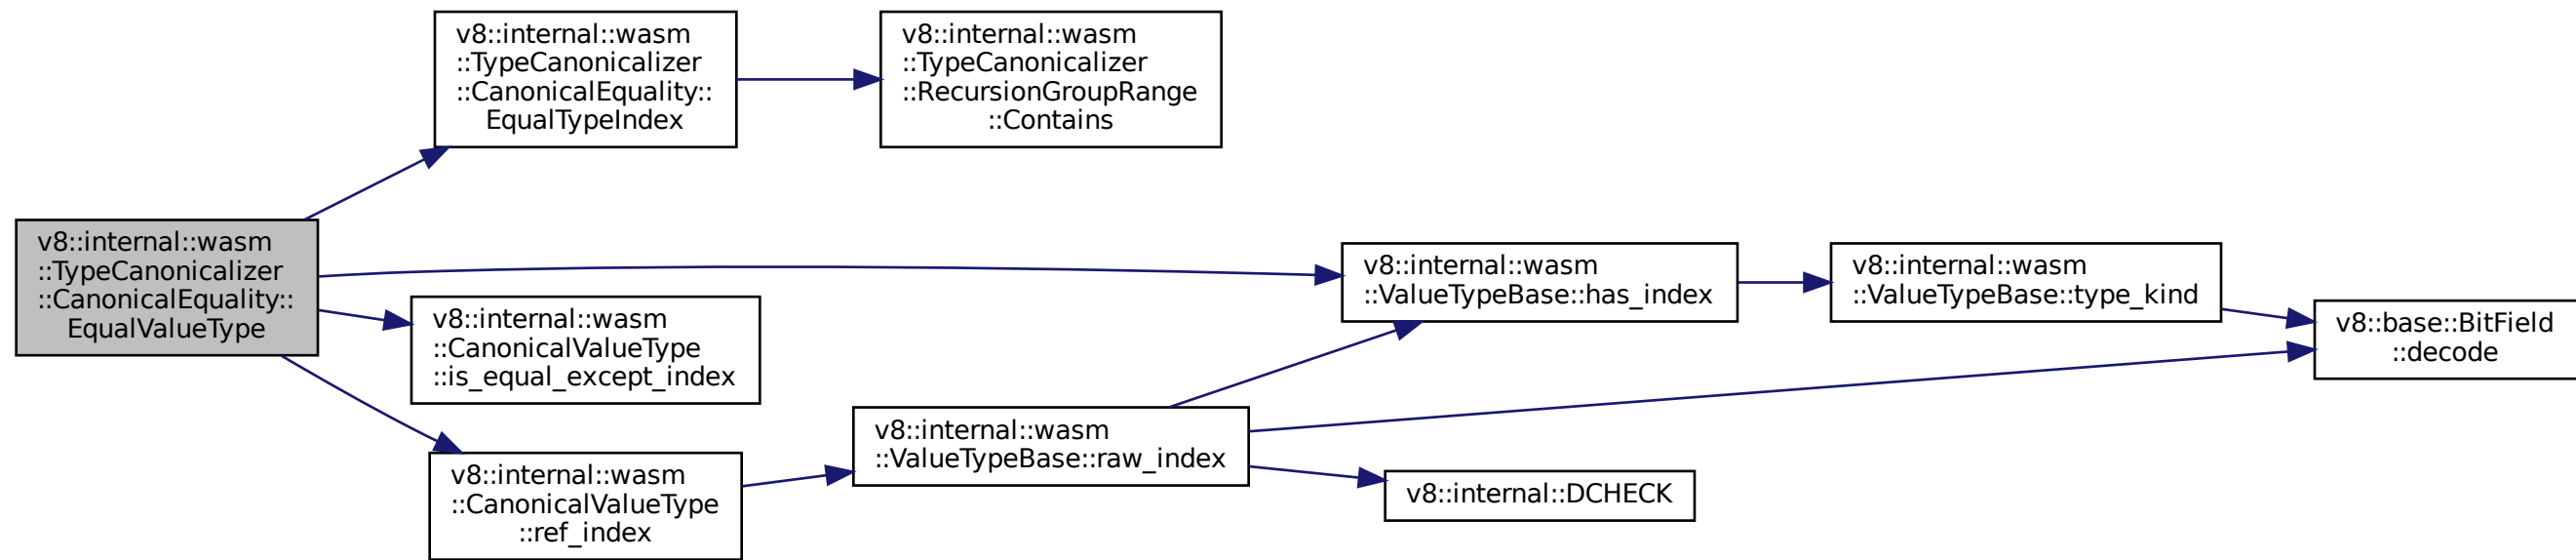 v8::internal::wasm
::TypeCanonicalizer
::CanonicalEquality::
EqualValueType
v8::internal::wasm
::TypeCanonicalizer
::CanonicalEquality::
EqualTypeIndex
v8::internal::wasm
::TypeCanonicalizer
::RecursionGroupRange
::Contains
v8::internal::wasm
::ValueTypeBase::has_index
v8::internal::wasm
::ValueTypeBase::type_kind
v8::base::BitField
::decode
v8::internal::wasm
::CanonicalValueType
::is_equal_except_index
v8::internal::wasm
::CanonicalValueType
::ref_index
v8::internal::wasm
::ValueTypeBase::raw_index
v8::internal::DCHECK